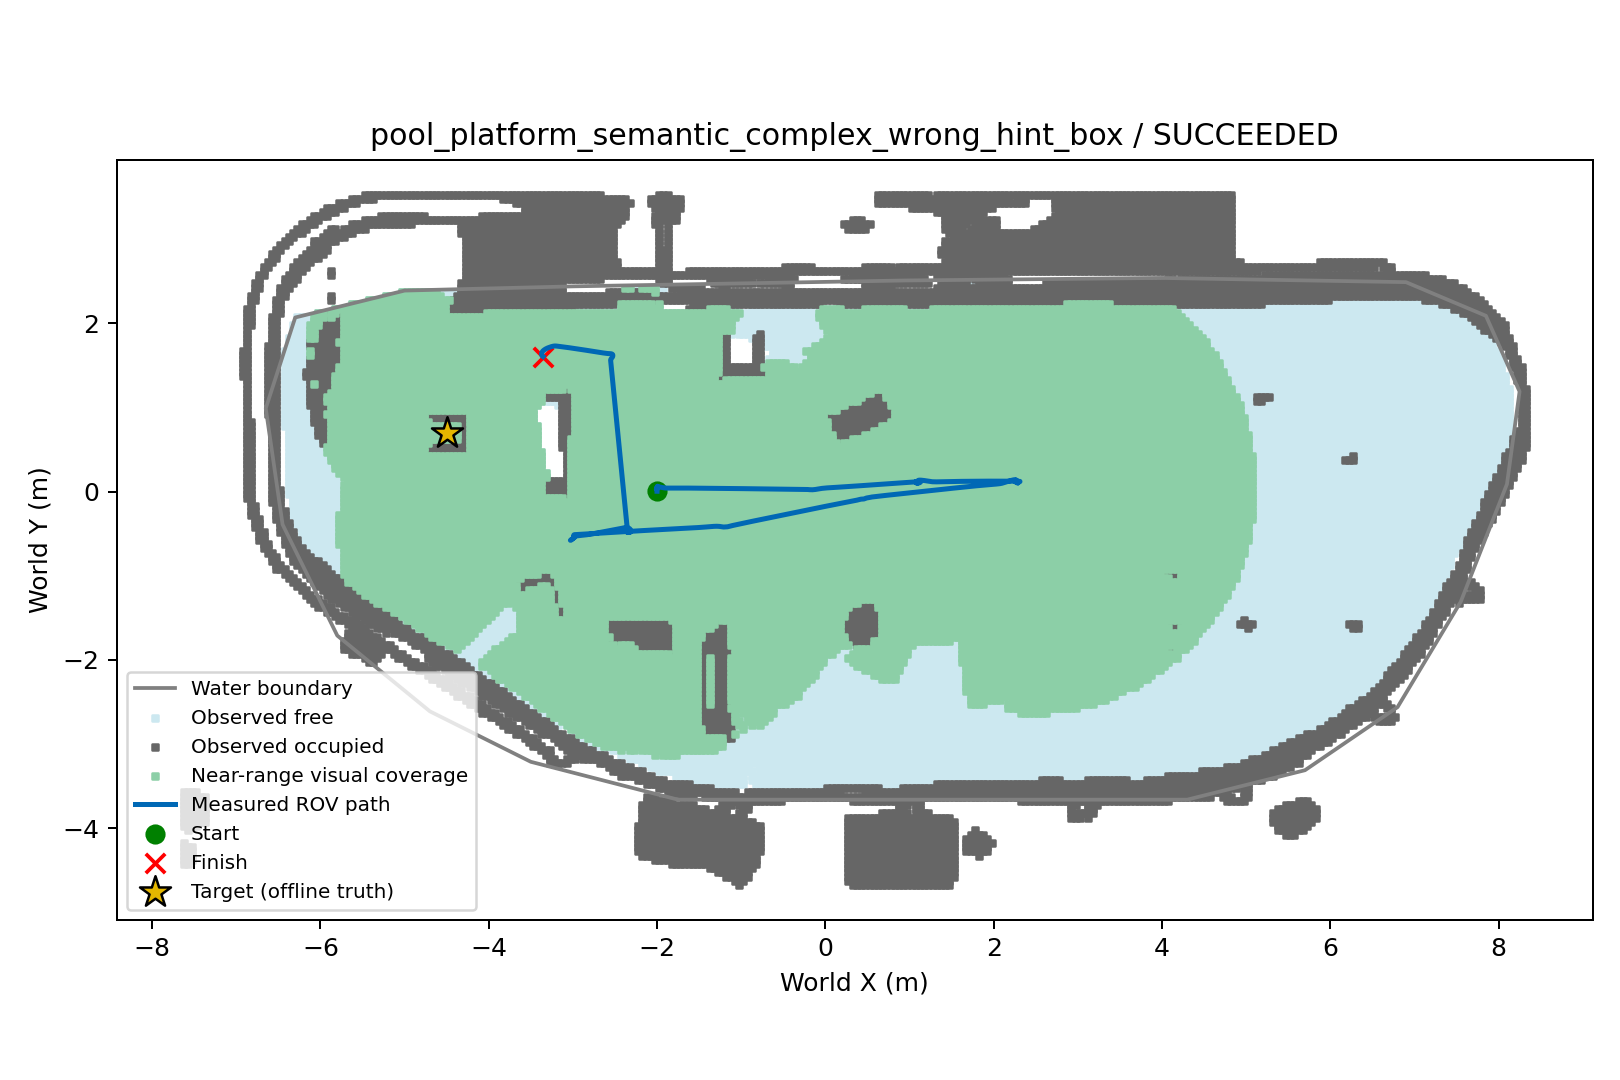 pool_platform_semantic_complex_wrong_hint_box / SUCCEEDED
World Y (m)
2
0
−2
−4
Water boundary
Observed free
Observed occupied
Near-range visual coverage
Measured ROV path
Start
Finish
Target (offline truth)
−8 −6 −4 −2 0 2 4 6 8
World X (m)